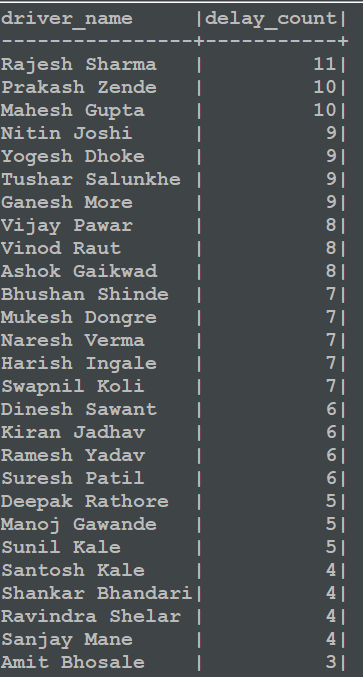 driver_name     |delay_count|
----------------+-----------+
Rajesh Sharma   |         11|
Prakash Zende   |         10|
Mahesh Gupta    |         10|
Nitin Joshi     |          9|
Yogesh Dhoke    |          9|
Tushar Salunkhe |          9|
Ganesh More     |          9|
Vijay Pawar     |          8|
Vinod Raut      |          8|
Ashok Gaikwad   |          8|
Bhushan Shinde  |          7|
Mukesh Dongre   |          7|
Naresh Verma    |          7|
Harish Ingale   |          7|
Swapnil Koli    |          7|
Dinesh Sawant   |          6|
Kiran Jadhav    |          6|
Ramesh Yadav    |          6|
Suresh Patil    |          6|
Deepak Rathore  |          5|
Manoj Gawande   |          5|
Sunil Kale      |          5|
Santosh Kale    |          4|
Shankar Bhandari|          4|
Ravindra Shelar |          4|
Sanjay Mane     |          4|
Amit Bhosale    |          3|